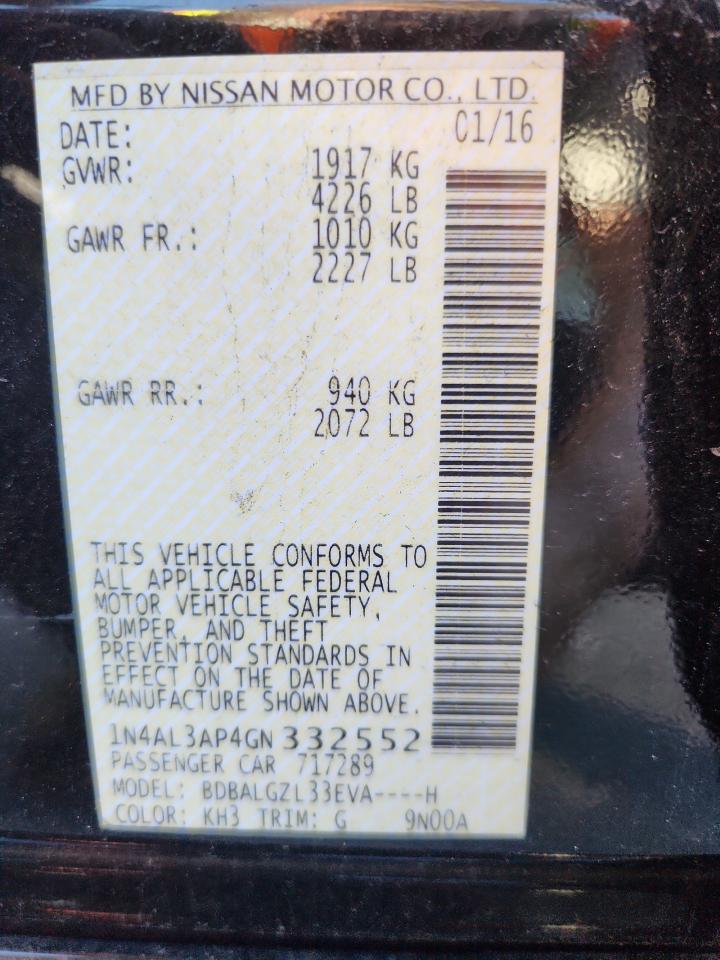 MFD BY NISSAN MOTOR CO., LTD.
DATE: 01/16
GVWR: 1917 KG
4226 LB
GAWR FR.: 1010 KG
2227 LB
GAWR RR.: 940 KG
2072 LB
THIS VEHICLE CONFORMS TO
ALL APPLICABLE FEDERAL
MOTOR VEHICLE SAFETY,
BUMPER, AND THEFT
PREVENTION STANDARDS IN
EFFECT ON THE DATE OF
MANUFACTURE SHOWN ABOVE.
1N4AL3AP4GN332552
PASSENGER CAR 717289
MODEL: BDBALGZL33EVA----H
COLOR: KH3 TRIM: G 9N00A